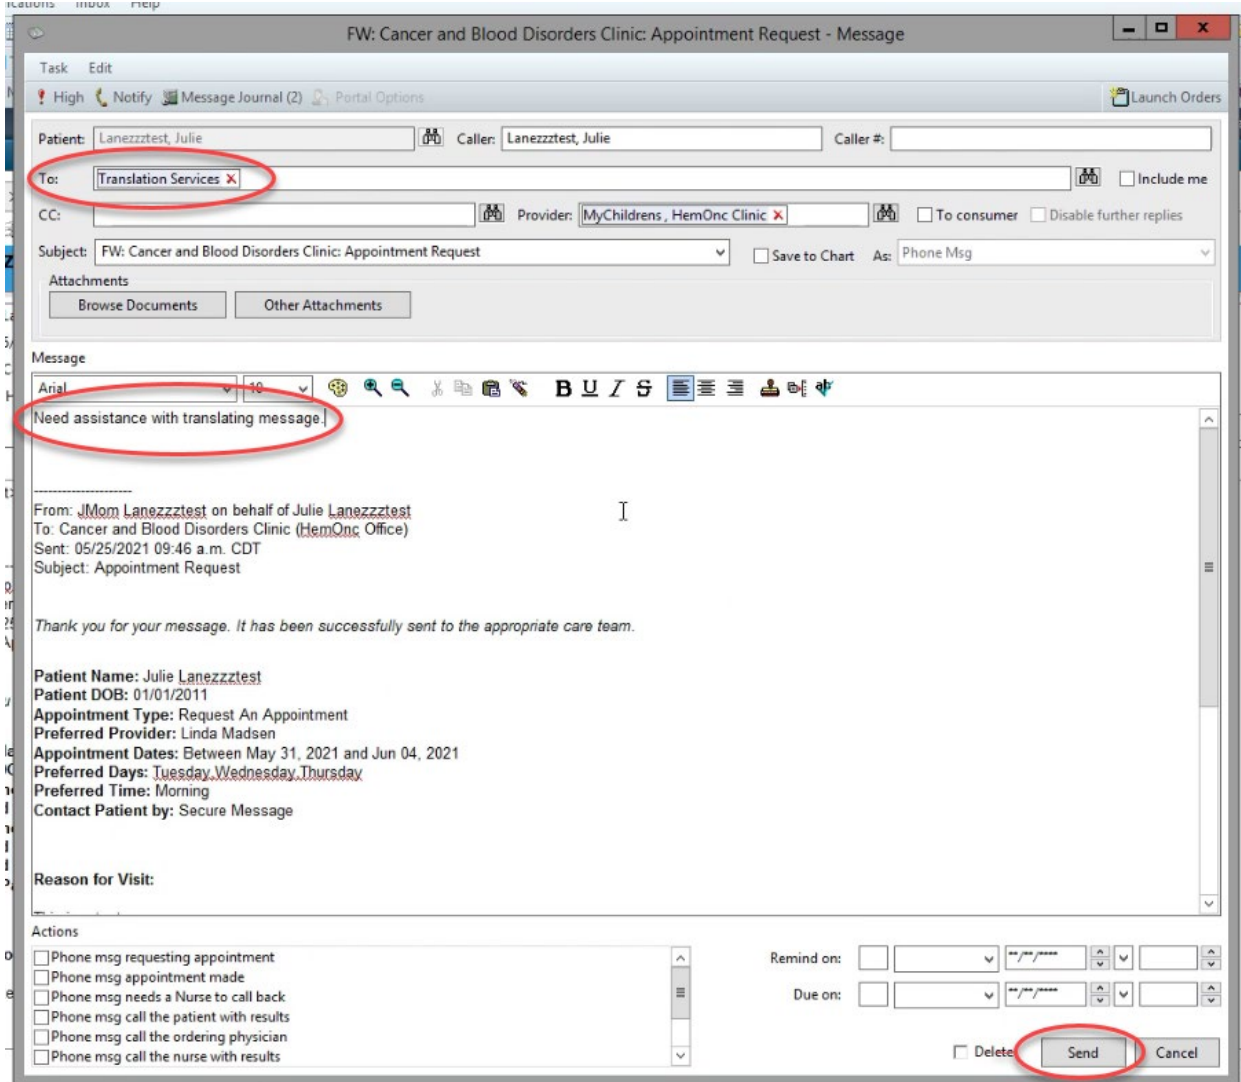 Inbox Help
FW: Cancer and Blood Disorders Clinic: Appointment Request - Message
Task Edit
High Notify Message Journal (2) Portal Options Launch Orders
Patient: Lanezzztest, Julie Caller: Lanezzztest, Julie Caller #:
To: Translation Services Include me
CC: Provider: MyChildrens , HemOnc Clinic To consumer Disable further replies
Subject: FW: Cancer and Blood Disorders Clinic: Appointment Request Save to Chart As: Phone Msg
Attachments
Browse Documents Other Attachments
Message
Arial 10
Need assistance with translating message.
---------------------
From: JMom Lanezzztest on behalf of Julie Lanezzztest
To: Cancer and Blood Disorders Clinic (HemOnc Office)
Sent: 05/25/2021 09:46 a.m. CDT
Subject: Appointment Request
Thank you for your message. It has been successfully sent to the appropriate care team.
Patient Name: Julie Lanezzztest
Patient DOB: 01/01/2011
Appointment Type: Request An Appointment
Preferred Provider: Linda Madsen
Appointment Dates: Between May 31, 2021 and Jun 04, 2021
Preferred Days: Tuesday,Wednesday,Thursday
Preferred Time: Morning
Contact Patient by: Secure Message
Reason for Visit:
Actions
Phone msg requesting appointment
Phone msg appointment made
Phone msg needs a Nurse to call back
Phone msg call the patient with results
Phone msg call the ordering physician
Phone msg call the nurse with results
Remind on: **/**/****
Due on: **/**/****
Delete Send Cancel